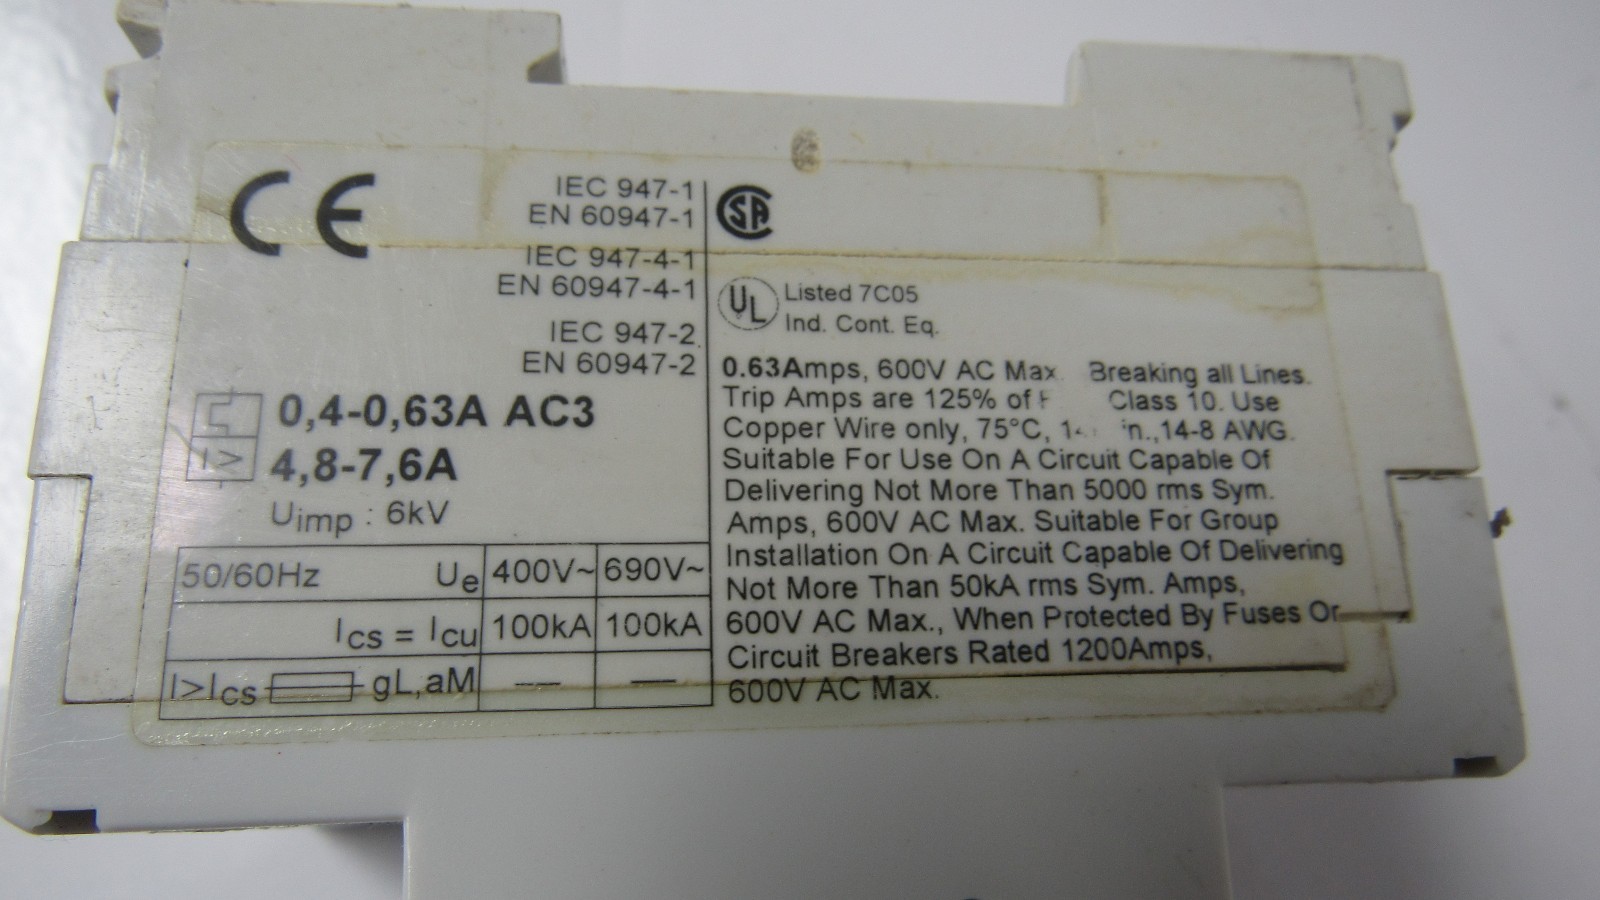 CE
IEC 947-1
EN 60947-1
IEC 947-4-1
EN 60947-4-1
IEC 947-2
EN 60947-2
0,4-0,63A AC3
I>
4,8-7,6A
Uimp : 6kV
50/60Hz Ue 400V~ 690V~
Ics = Icu 100kA 100kA
I>Ics gL,aM -- --
SA
UL Listed 7C05
Ind. Cont. Eq.
0.63Amps, 600V AC Max Breaking all Lines.
Trip Amps are 125% of Class 10. Use
Copper Wire only, 75°C, 14-8 AWG.
Suitable For Use On A Circuit Capable Of
Delivering Not More Than 5000 rms Sym.
Amps, 600V AC Max. Suitable For Group
Installation On A Circuit Capable Of Delivering
Not More Than 50kA rms Sym. Amps,
600V AC Max., When Protected By Fuses Or
Circuit Breakers Rated 1200Amps,
600V AC Max.